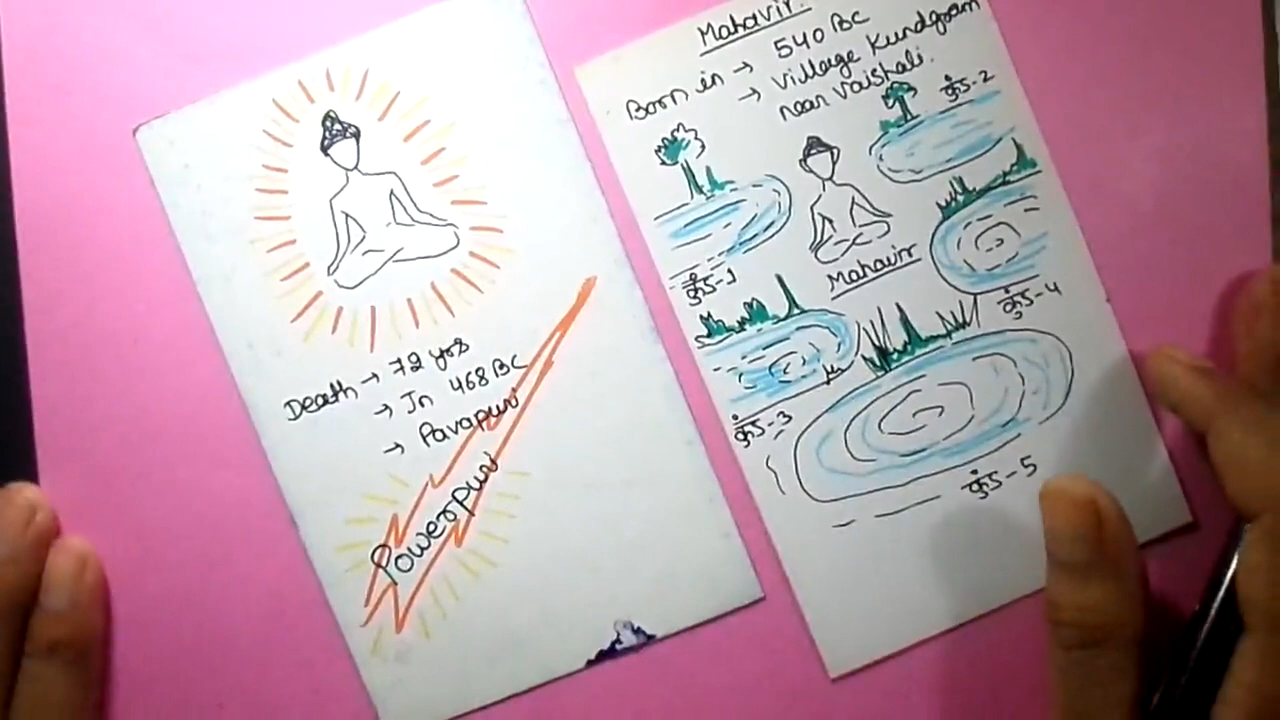 Death → 72 yrs
→ In 468 BC
→ Pavapuri
Powerpuri
Mahavir.
Born in → 540 BC
→ Village Kundgram
near Vaishali.
कुंड-2
कुंड-1
Mahavir
कुंड-4
कुंड-3
कुंड-5